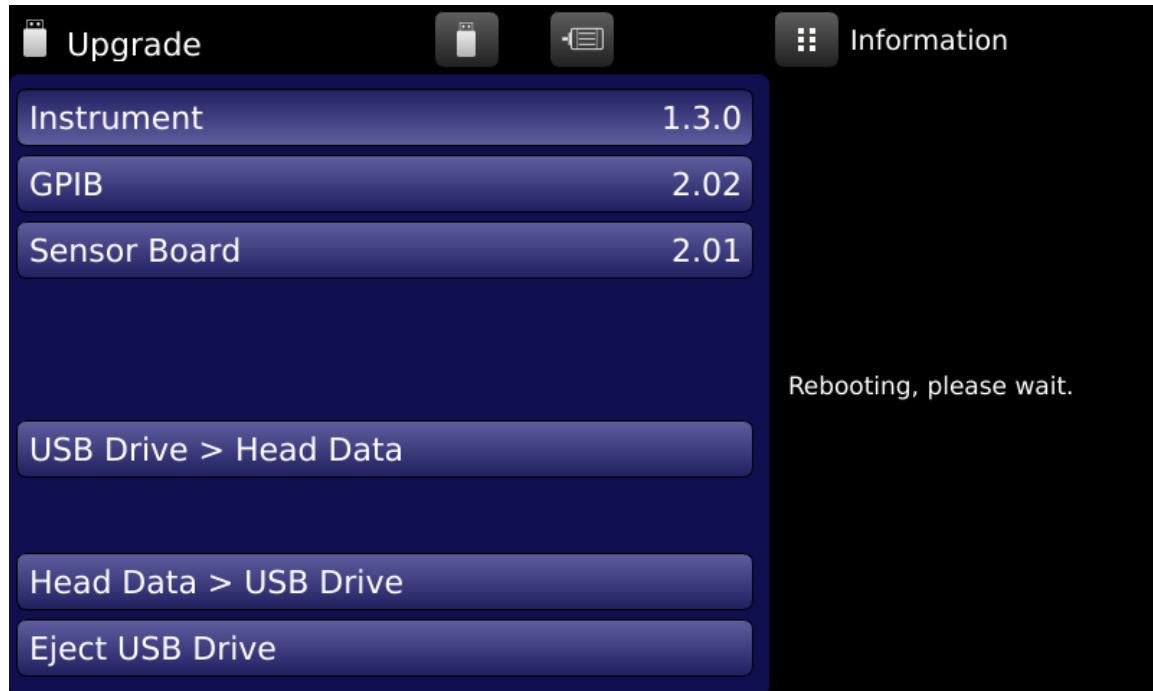 Upgrade
Information
Instrument 1.3.0
GPIB 2.02
Sensor Board 2.01
Rebooting, please wait.
USB Drive > Head Data
Head Data > USB Drive
Eject USB Drive